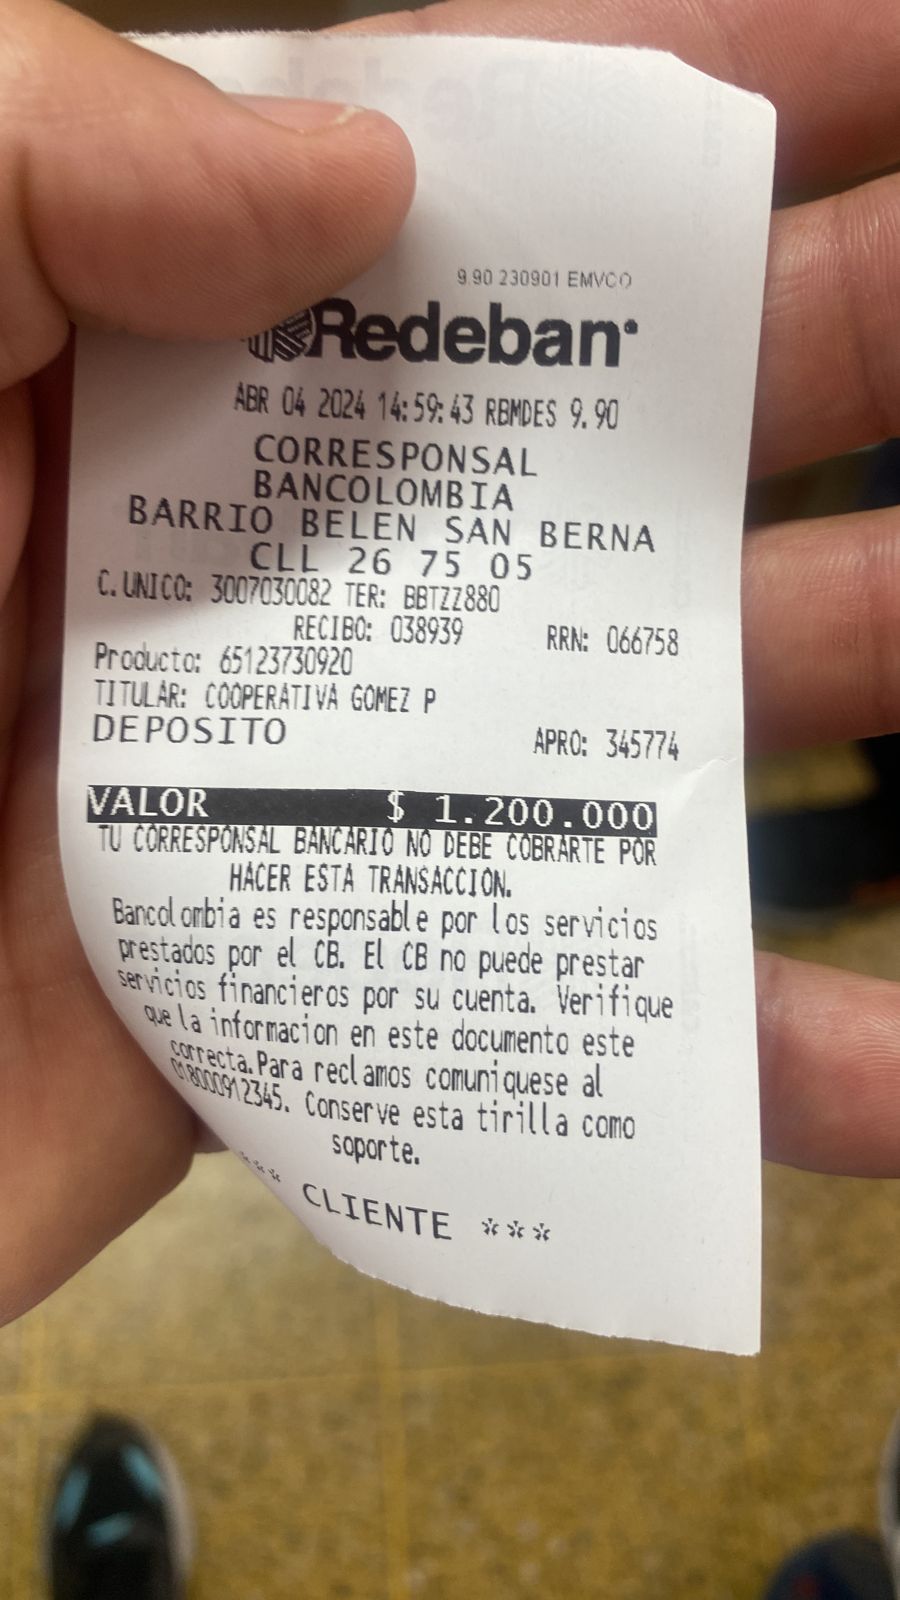 9.90 230901 EMVCO
Redeban
ABR 04 2024 14:59:43 RBMDES 9.90
CORRESPONSAL
BANCOLOMBIA
BARRIO BELEN SAN BERNA
CLL 26 75 05
C.UNICO: 3007030082 TER: BBTZZ880
RECIBO: 038939 RRN: 066758
Producto: 65123730920
TITULAR: COOPERATIVA GOMEZ P
DEPOSITO APRO: 345774
VALOR $ 1.200.000
TU CORRESPONSAL BANCARIO NO DEBE COBRARTE POR
HACER ESTA TRANSACCION.
Bancolombia es responsable por los servicios
prestados por el CB. El CB no puede prestar
servicios financieros por su cuenta. Verifique
que la informacion en este documento este
correcta.Para reclamos comuniquese al
018000912345. Conserve esta tirilla como
soporte.
*** CLIENTE ***